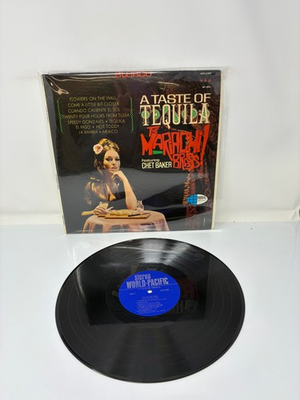 STEREO
FLOWERS ON THE WALL
COME A LITTLE BIT CLOSER
CUANDO CALIENTE EL SOL
TWENTY FOUR HOURS FROM TULSA
SPEEDY GONZALES • TEQUILA
EL PASO • HOT TODDY
LA BAMBA • MEXICO
A TASTE OF
TEQUILA
THE MARIACHI
BRASS!
Featuring
CHET BAKER
stereo
WORLD-PACIFIC